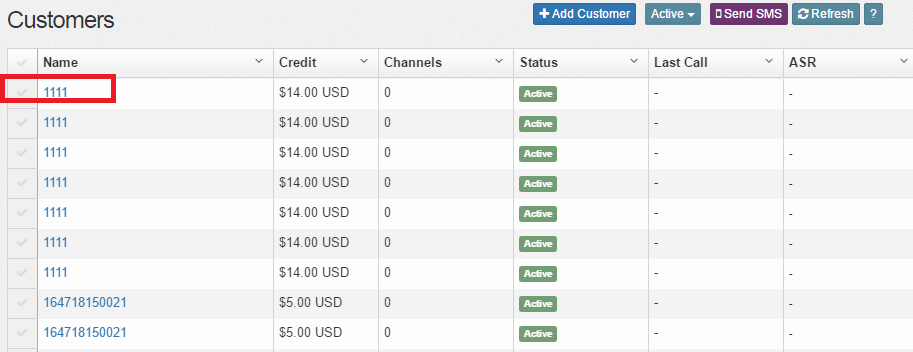 Customers
Add Customer Active Send SMS Refresh ?
Name Credit Channels Status Last Call ASR
1111 $14.00 USD 0 Active - -
1111 $14.00 USD 0 Active - -
1111 $14.00 USD 0 Active - -
1111 $14.00 USD 0 Active - -
1111 $14.00 USD 0 Active - -
1111 $14.00 USD 0 Active - -
1111 $14.00 USD 0 Active - -
164718150021 $5.00 USD 0 Active - -
164718150021 $5.00 USD 0 Active - -